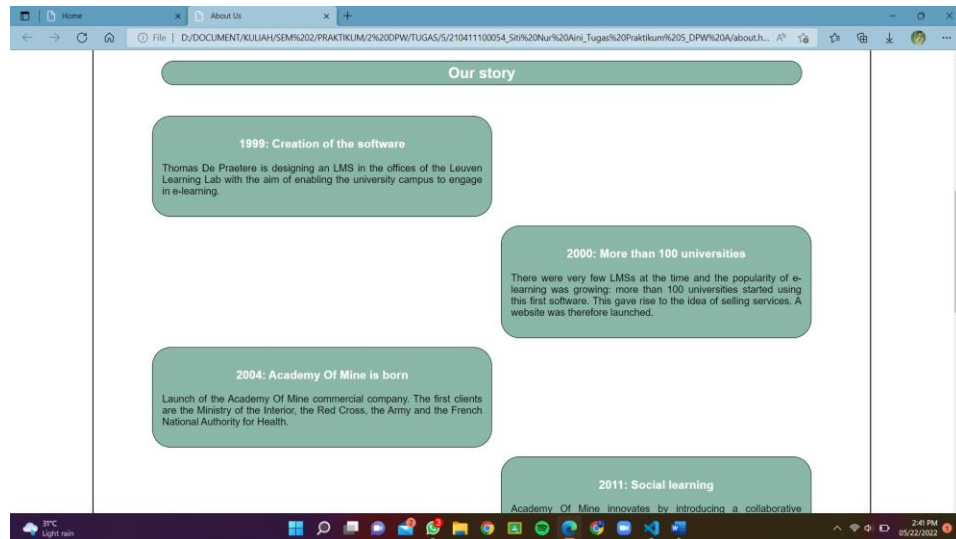 Home
About Us
File
D:/DOCUMENT/KULIAH/SEM%202/PRAKTIKUM/2%20DPW/TUGAS/5/210411100054_Siti%20Nur%20Aini_Tugas%20Praktikum%205_DPW%20A/about.h...
Our story
1999: Creation of the software
Thomas De Praetere is designing an LMS in the offices of the Leuven
Learning Lab with the aim of enabling the university campus to engage
in e-learning.
2000: More than 100 universities
There were very few LMSs at the time and the popularity of e-
learning was growing: more than 100 universities started using
this first software. This gave rise to the idea of selling services. A
website was therefore launched.
2004: Academy Of Mine is born
Launch of the Academy Of Mine commercial company. The first clients
are the Ministry of the Interior, the Red Cross, the Army and the French
National Authority for Health.
2011: Social learning
Academy Of Mine innovates by introducing a collaborative
31°C
Light rain
2:41 PM
05/22/2022